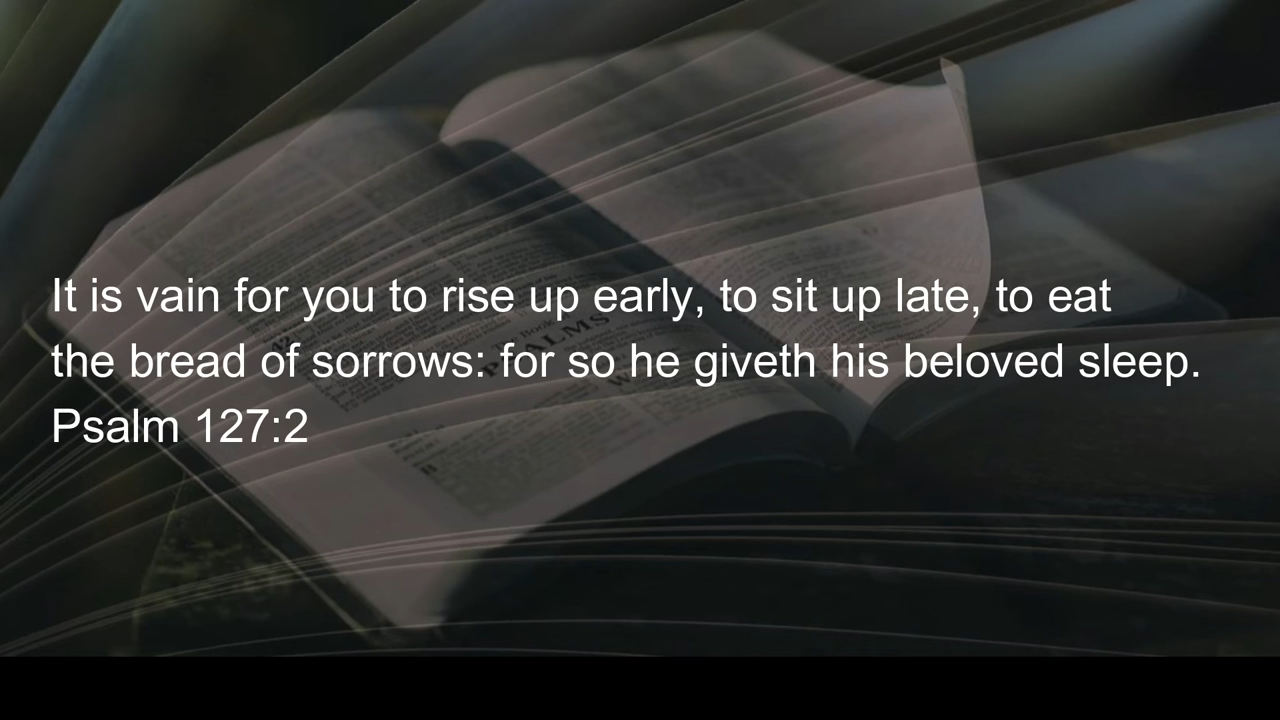 It is vain for you to rise up early, to sit up late, to eat
the bread of sorrows: for so he giveth his beloved sleep.
Psalm 127:2
PSALMS